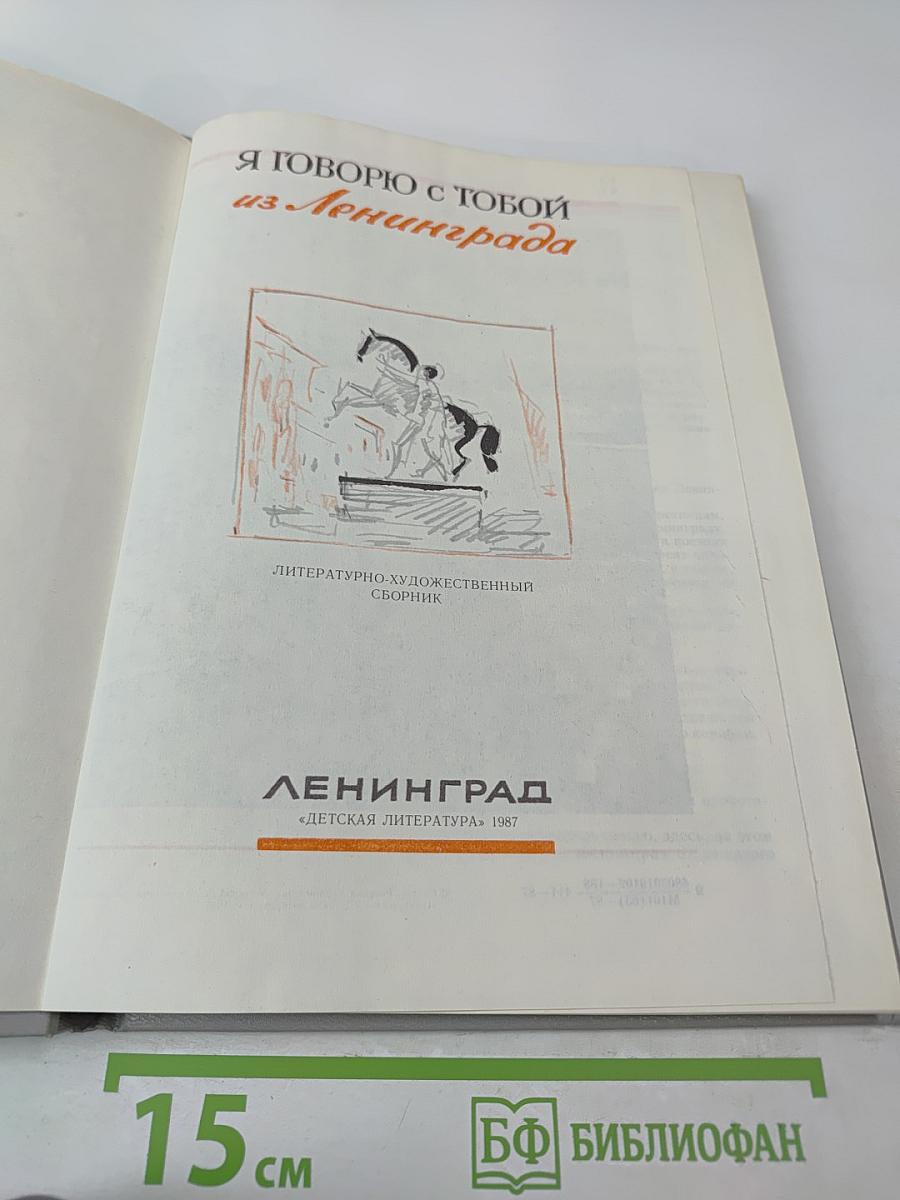 Я ГОВОРЮ С ТОБОЙ
из Ленинграда
ЛИТЕРАТУРНО-ХУДОЖЕСТВЕННЫЙ
СБОРНИК
ЛЕНИНГРАД
«ДЕТСКАЯ ЛИТЕРАТУРА» 1987
15 см
БФ БИБЛИОФАН